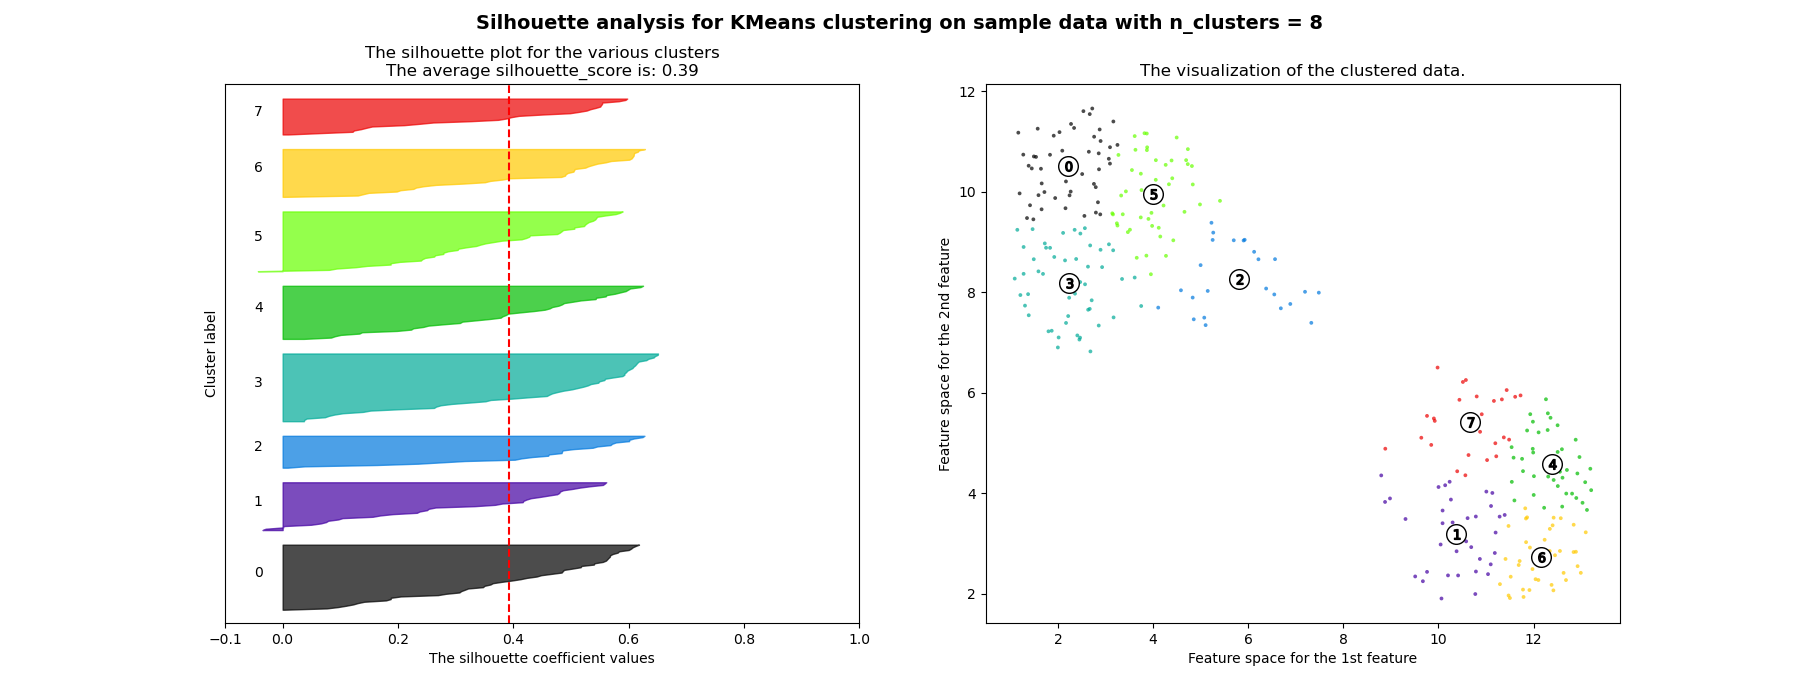 Silhouette analysis for KMeans clustering on sample data with n_clusters = 8
The silhouette plot for the various clusters
The average silhouette_score is: 0.39
7
6
5
4
3
2
1
0
Cluster label
−0.1 0.0 0.2 0.4 0.6 0.8 1.0
The silhouette coefficient values
The visualization of the clustered data.
12
10
8
6
4
2
Feature space for the 2nd feature
0
5
3
2
7
4
1
6
2 4 6 8 10 12
Feature space for the 1st feature